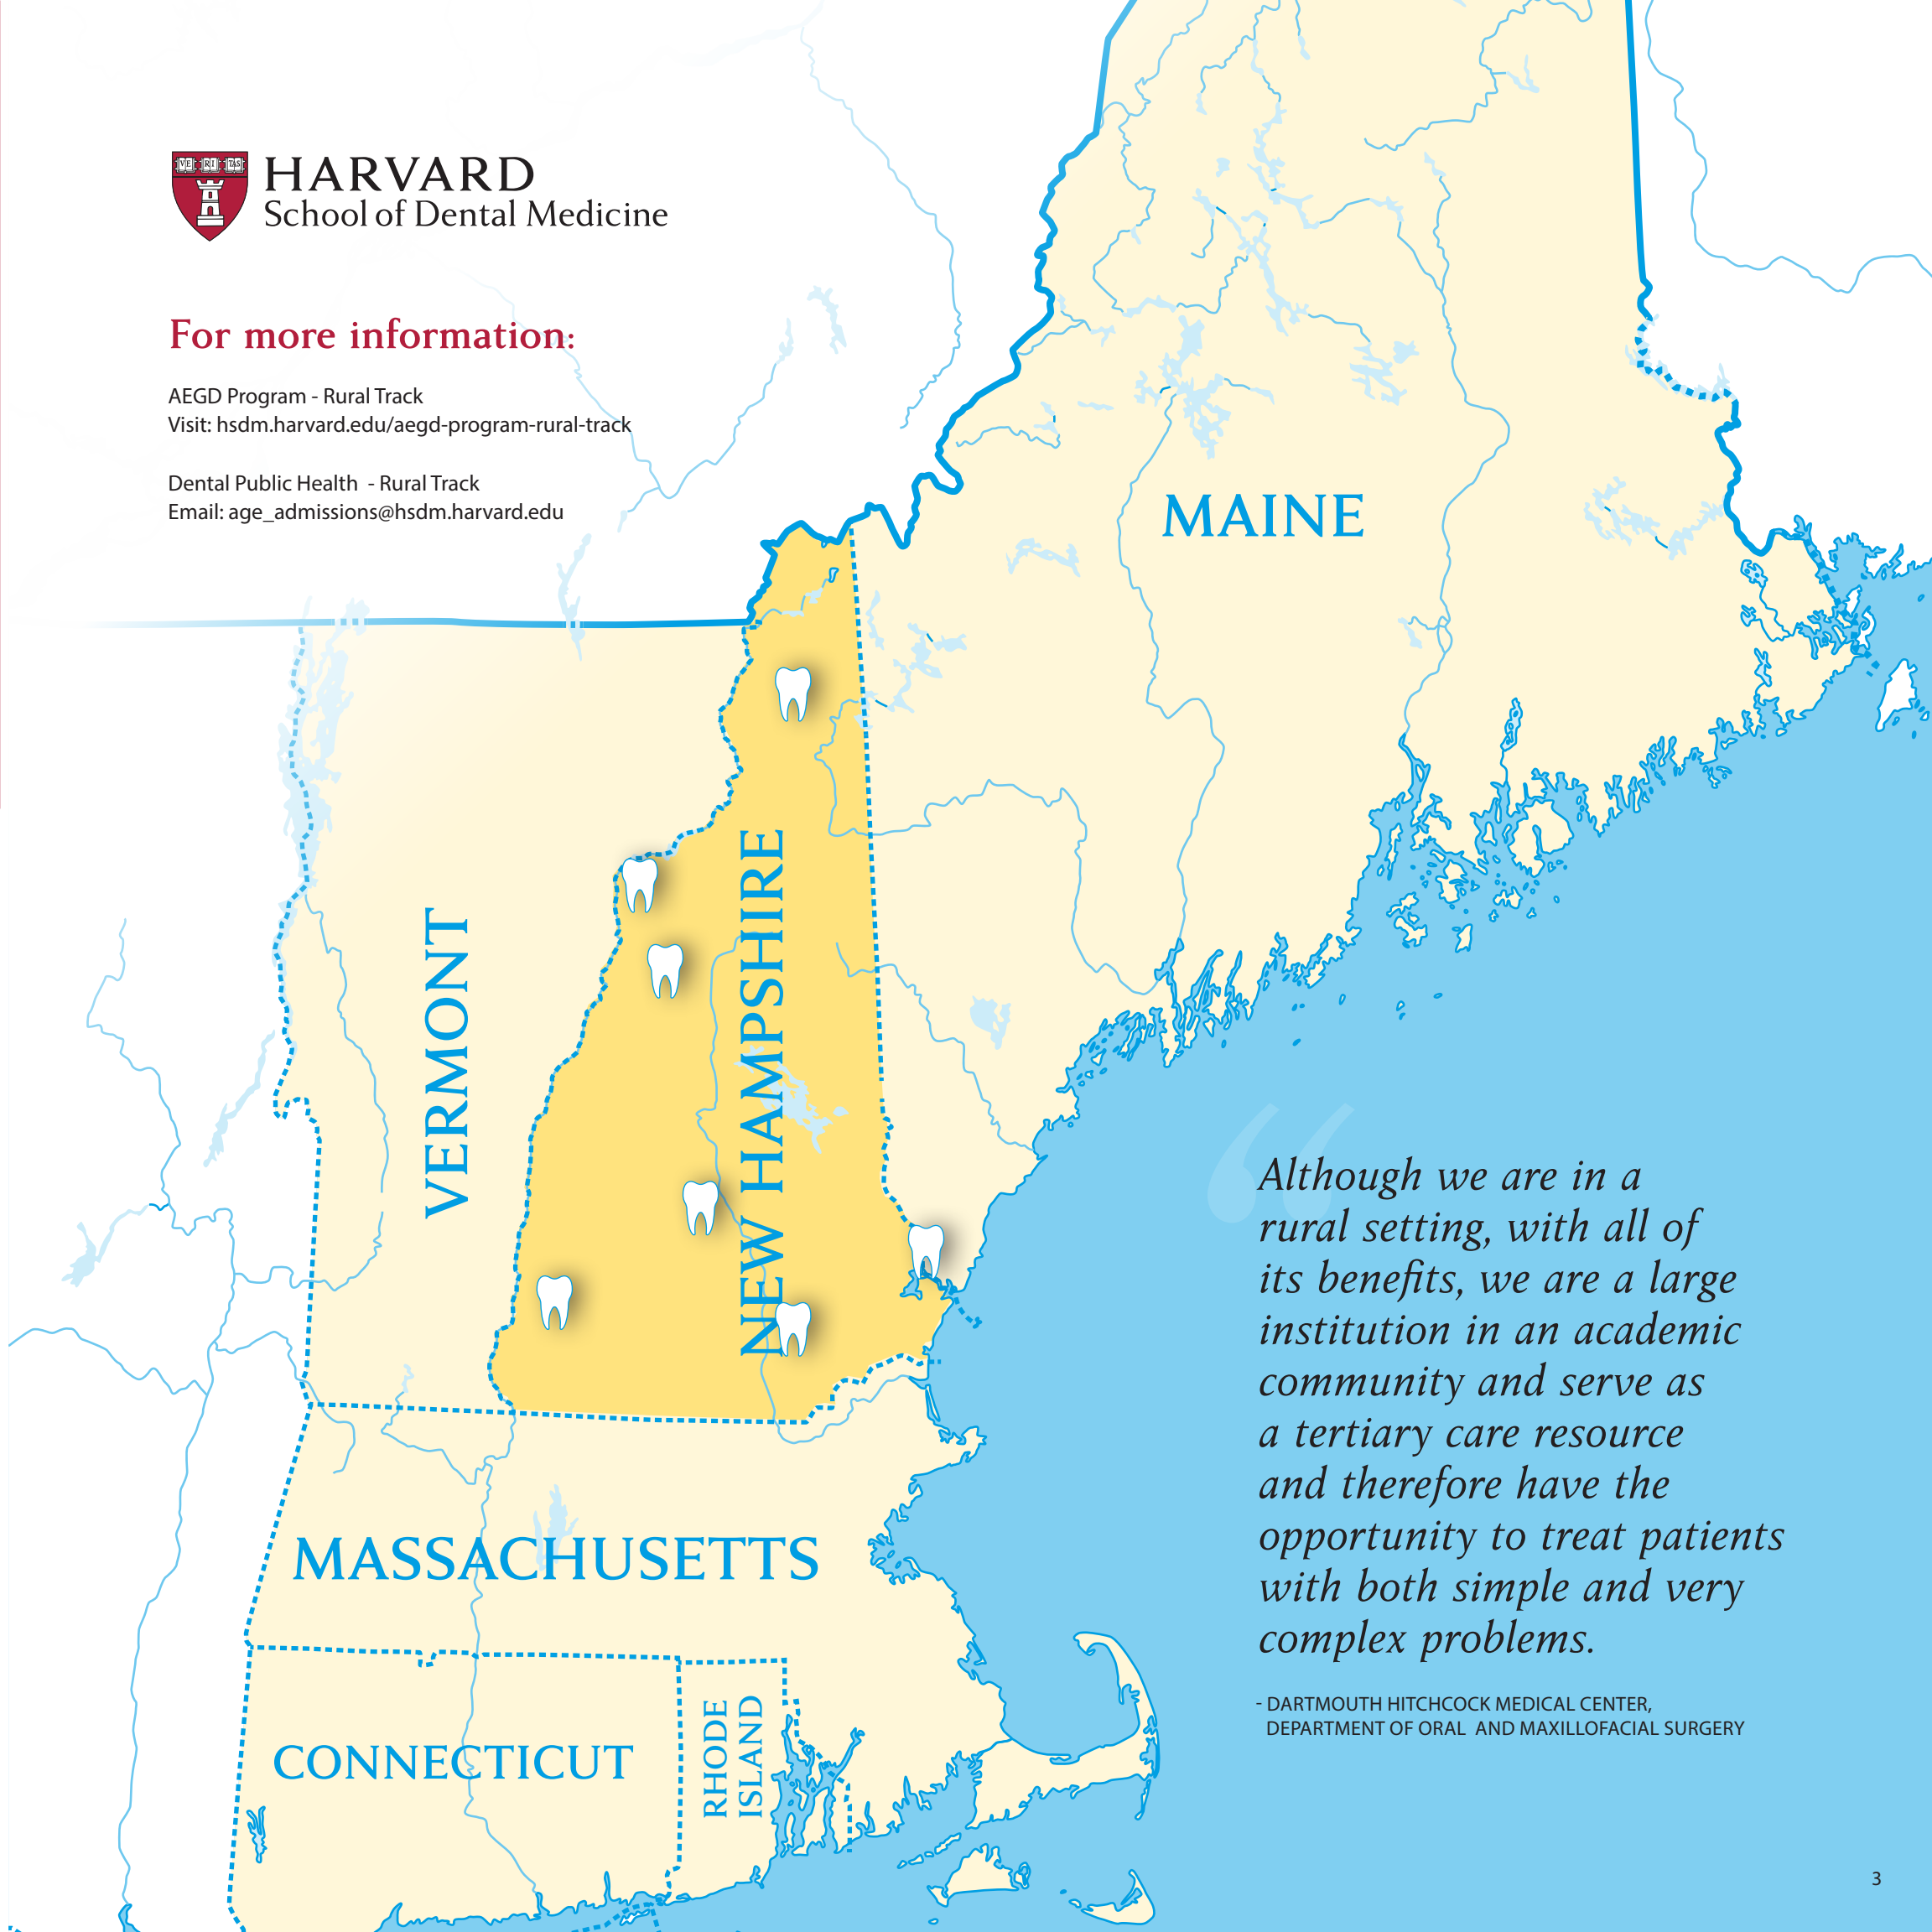 VE RI TAS
HARVARD
School of Dental Medicine
For more information:
AEGD Program - Rural Track
Visit: hsdm.harvard.edu/aegd-program-rural-track
Dental Public Health  - Rural Track
Email: age_admissions@hsdm.harvard.edu
MAINE
VERMONT
NEW HAMPSHIRE
MASSACHUSETTS
CONNECTICUT
RHODE
ISLAND
“
Although we are in a
rural setting, with all of
its benefits, we are a large
institution in an academic
community and serve as
a tertiary care resource
and therefore have the
opportunity to treat patients
with both simple and very
complex problems.
- DARTMOUTH HITCHCOCK MEDICAL CENTER,
DEPARTMENT OF ORAL  AND MAXILLOFACIAL SURGERY
3